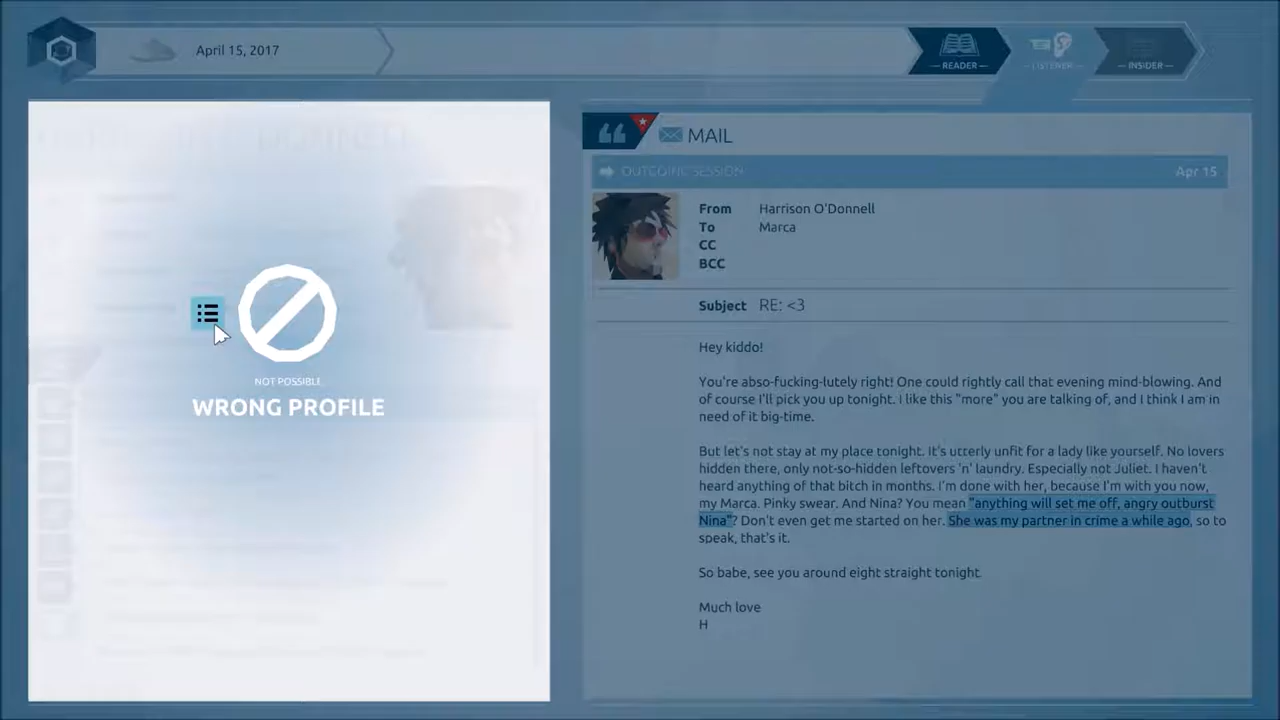 April 15, 2017
— READER —
— LISTENER —
— INSIDER —
NOT POSSIBLE.
WRONG PROFILE
MAIL
OUTGOING SESSION
Apr 15
From Harrison O'Donnell
To Marca
CC
BCC
Subject RE: <3
Hey kiddo!
You're abso-fucking-lutely right! One could rightly call that evening mind-blowing. And
of course I'll pick you up tonight. I like this "more" you are talking of, and I think I am in
need of it big-time.
But let's not stay at my place tonight. It's utterly unfit for a lady like yourself. No lovers
hidden there, only not-so-hidden leftovers 'n' laundry. Especially not Juliet. I haven't
heard anything of that bitch in months. I'm done with her, because I'm with you now,
my Marca. Pinky swear. And Nina? You mean "anything will set me off, angry outburst
Nina"? Don't even get me started on her. She was my partner in crime a while ago, so to
speak, that's it.
So babe, see you around eight straight tonight.
Much love
H